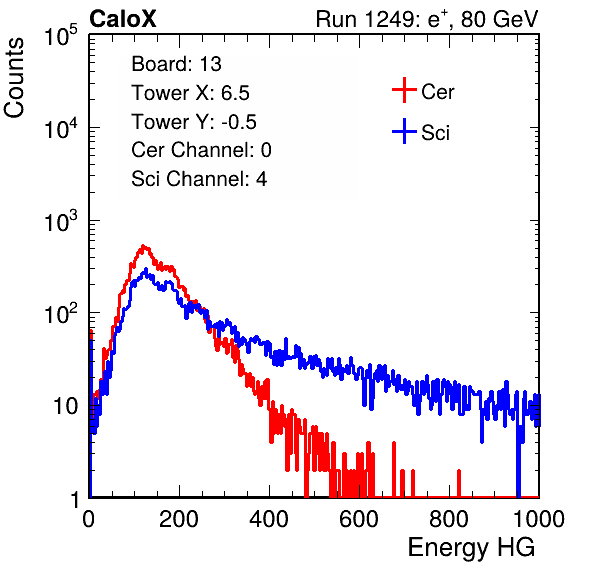 CaloX Run 1249: e⁺, 80 GeV
Counts
10⁵
10⁴
10³
10²
10
1
Board: 13
Tower X: 6.5
Tower Y: -0.5
Cer Channel: 0
Sci Channel: 4
Cer
Sci
0 200 400 600 800 1000
Energy HG